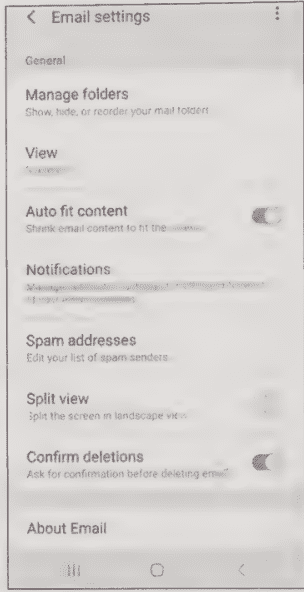 Email settings
General
Manage folders
Show, hide, or reorder your mail folders
View
Auto fit content
Shrink email content to fit the
Notifications
Spam addresses
Edit your list of spam senders.
Split view
Split the screen in landscape view.
Confirm deletions
Ask for confirmation before deleting email
About Email